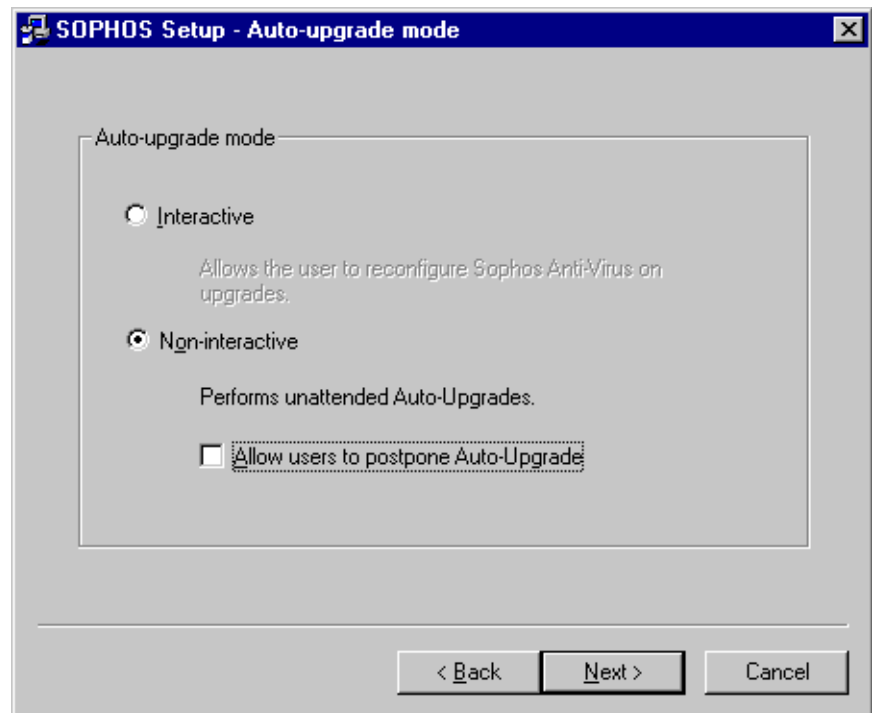 SOPHOS Setup - Auto-upgrade mode
Auto-upgrade mode
Interactive
Allows the user to reconfigure Sophos Anti-Virus on
upgrades.
Non-interactive
Performs unattended Auto-Upgrades.
Allow users to postpone Auto-Upgrade
< Back
Next >
Cancel